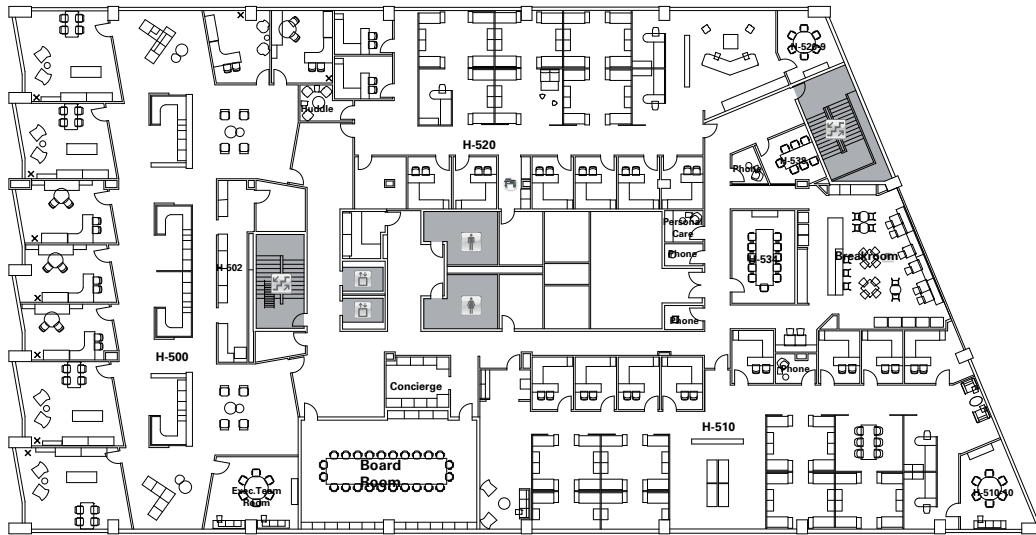 H-520-9
Huddle
H-520
H-538
Phone
Personal
Care
Phone
H-502
Breakroom
Phone
H-500
Phone
Concierge
H-510
Board
Room
Exec.Team
Room
H-510-10